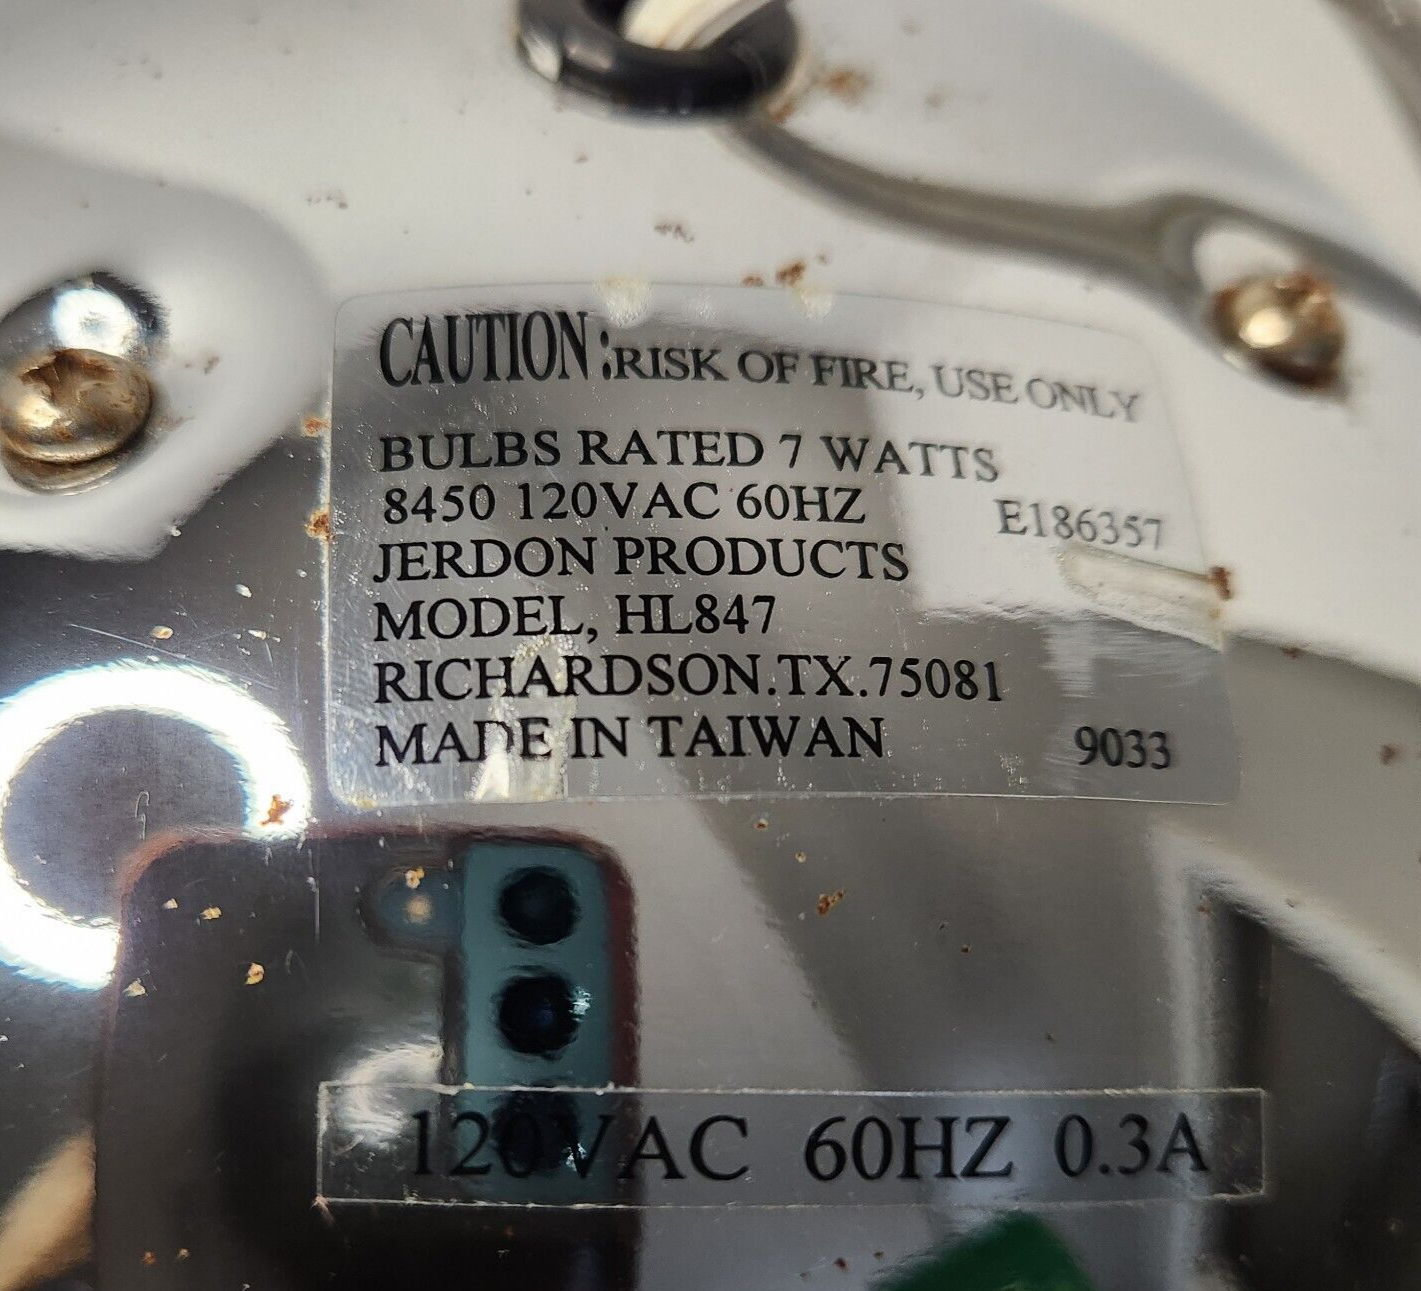 CAUTION:RISK OF FIRE, USE ONLY
BULBS RATED 7 WATTS
8450 120VAC 60HZ E186357
JERDON PRODUCTS
MODEL, HL847
RICHARDSON.TX.75081
MADE IN TAIWAN 9033
120VAC 60HZ 0.3A